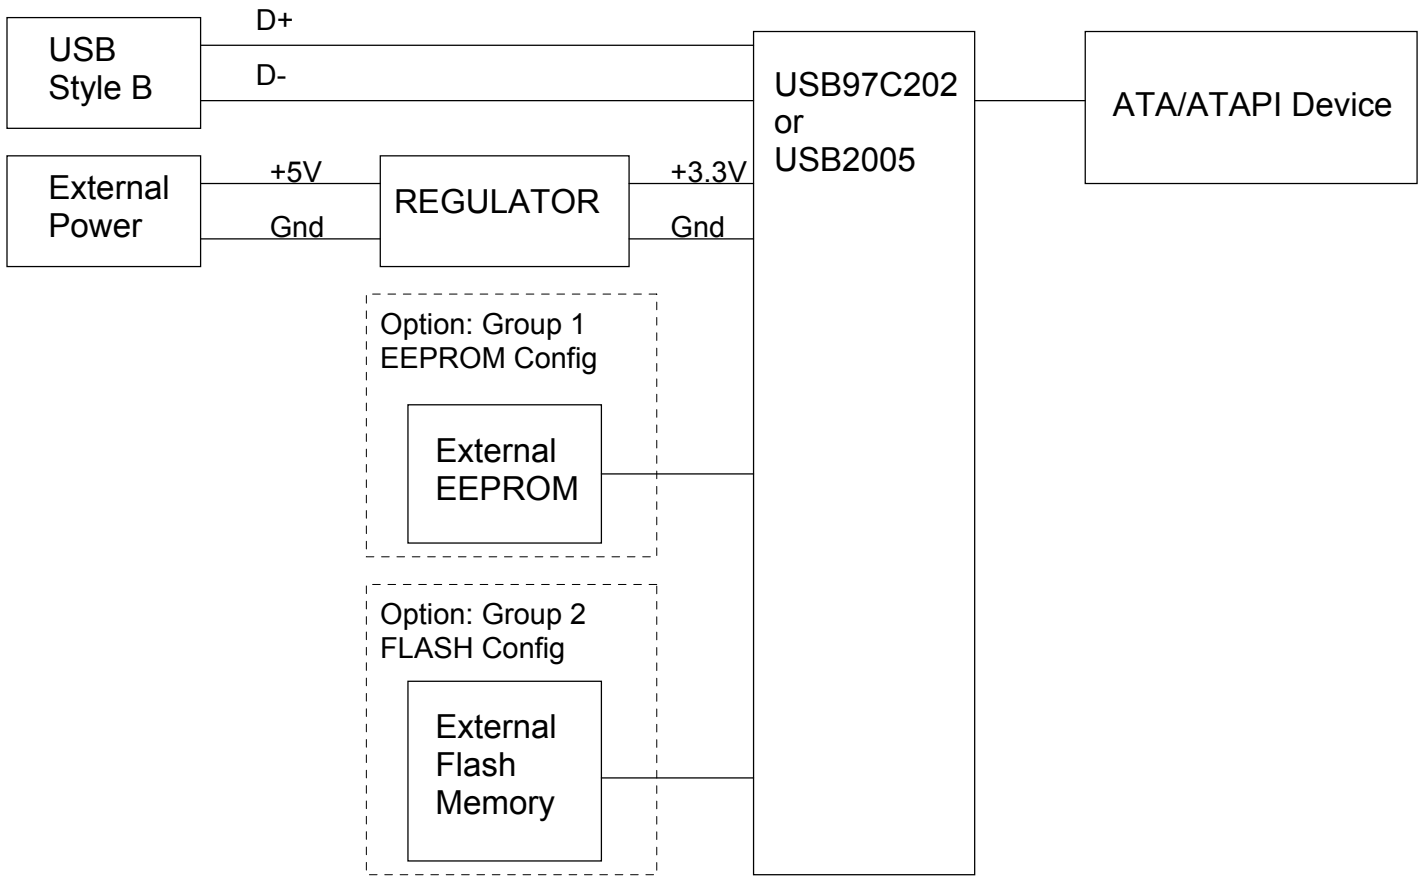 D+
USB
Style B
D-
USB97C202
or
USB2005
ATA/ATAPI Device
External
Power
+5V
Gnd
REGULATOR
+3.3V
Gnd
Option: Group 1
EEPROM Config
External
EEPROM
Option: Group 2
FLASH Config
External
Flash
Memory